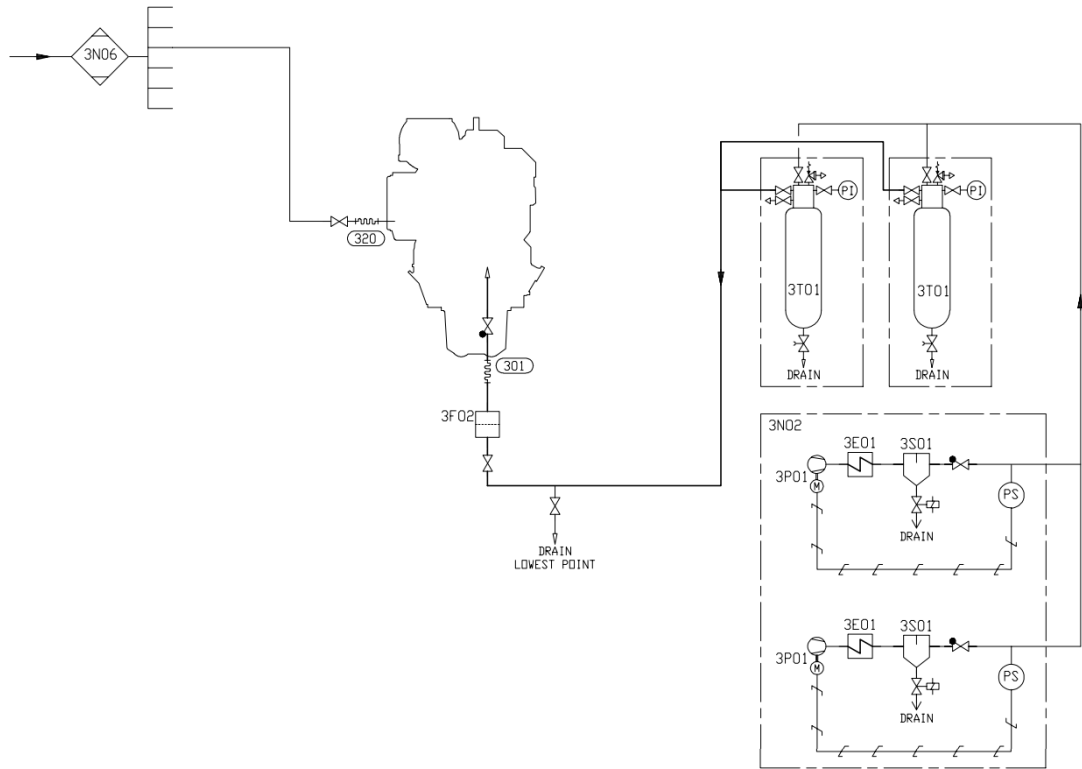 3N06
320
PI
PI
3T01
3T01
301
DRAIN
DRAIN
3F02
3N02
3E01
3S01
3P01
M
PS
DRAIN
DRAIN
LOWEST POINT
3E01
3S01
3P01
M
PS
DRAIN